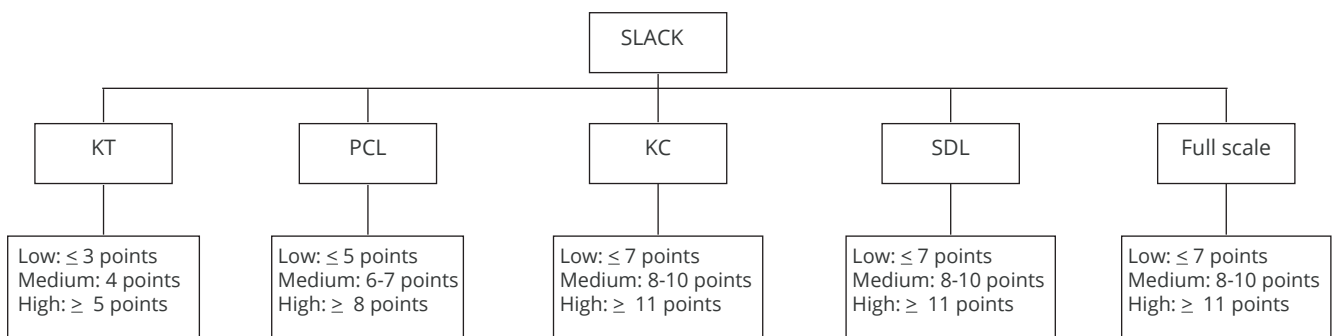 SLACK
KT
PCL
KC
SDL
Full scale
Low: ≤ 3 points
Medium: 4 points
High: ≥ 5 points
Low: ≤ 5 points
Medium: 6-7 points
High: ≥ 8 points
Low: ≤ 7 points
Medium: 8-10 points
High: ≥ 11 points
Low: ≤ 7 points
Medium: 8-10 points
High: ≥ 11 points
Low: ≤ 7 points
Medium: 8-10 points
High: ≥ 11 points